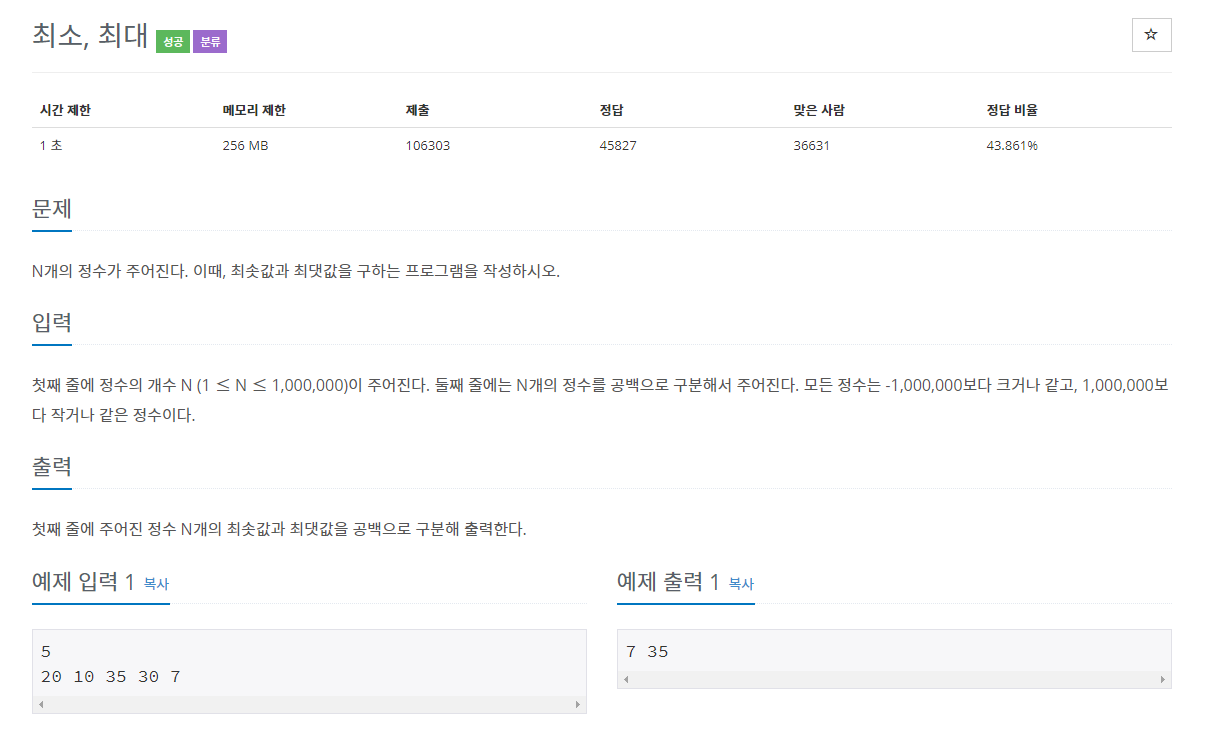 최소, 최대 성공 분류
☆
시간 제한 메모리 제한 제출 정답 맞은 사람 정답 비율
1 초 256 MB 106303 45827 36631 43.861%
문제
N개의 정수가 주어진다. 이때, 최솟값과 최댓값을 구하는 프로그램을 작성하시오.
입력
첫째 줄에 정수의 개수 N (1 ≤ N ≤ 1,000,000)이 주어진다. 둘째 줄에는 N개의 정수를 공백으로 구분해서 주어진다. 모든 정수는 -1,000,000보다 크거나 같고, 1,000,000보
다 작거나 같은 정수이다.
출력
첫째 줄에 주어진 정수 N개의 최솟값과 최댓값을 공백으로 구분해 출력한다.
예제 입력 1 복사
5
20 10 35 30 7
예제 출력 1 복사
7 35